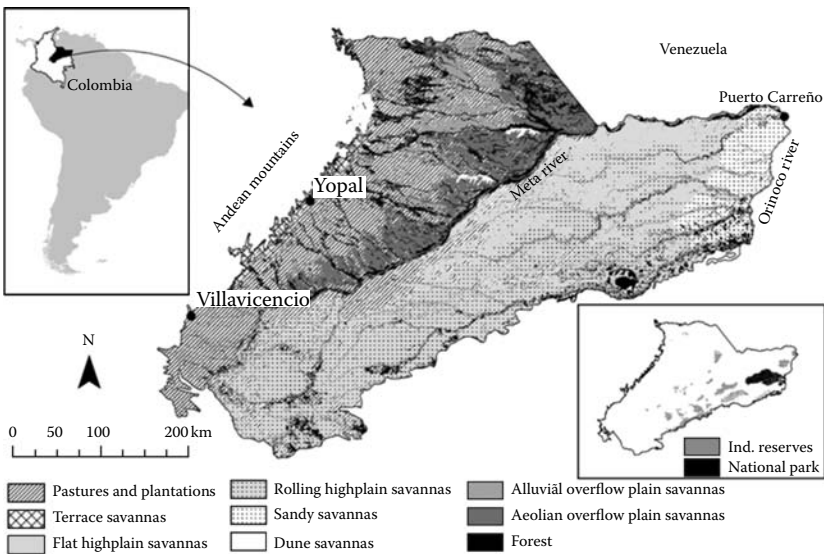 Colombia
Venezuela
Puerto Carreño
Andean mountains
Yopal
Meta river
Orinoco river
Villavicencio
N
0 50 100 200 km
Ind. reserves
National park
Pastures and plantations
Terrace savannas
Flat highplain savannas
Rolling highplain savannas
Sandy savannas
Dune savannas
Alluviāl overflow plain savannas
Aeolian overflow plain savannas
Forest